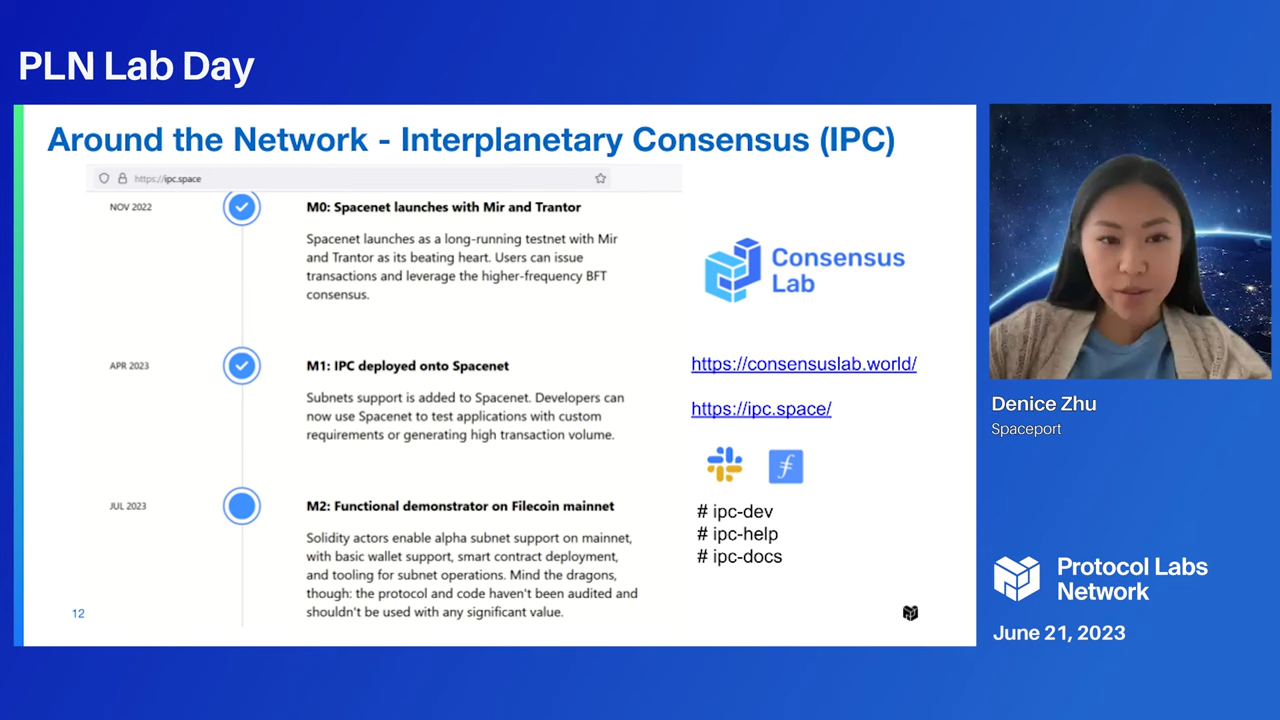 PLN Lab Day
Around the Network - Interplanetary Consensus (IPC)
https://ipc.space
NOV 2022
M0: Spacenet launches with Mir and Trantor
Spacenet launches as a long-running testnet with Mir
and Trantor as its beating heart. Users can issue
transactions and leverage the higher-frequency BFT
consensus.
APR 2023
M1: IPC deployed onto Spacenet
Subnets support is added to Spacenet. Developers can
now use Spacenet to test applications with custom
requirements or generating high transaction volume.
JUL 2023
M2: Functional demonstrator on Filecoin mainnet
Solidity actors enable alpha subnet support on mainnet,
with basic wallet support, smart contract deployment,
and tooling for subnet operations. Mind the dragons,
though: the protocol and code haven't been audited and
shouldn't be used with any significant value.
12
Consensus
Lab
https://consensuslab.world/
https://ipc.space/
# ipc-dev
# ipc-help
# ipc-docs
Denice Zhu
Spaceport
Protocol Labs
Network
June 21, 2023